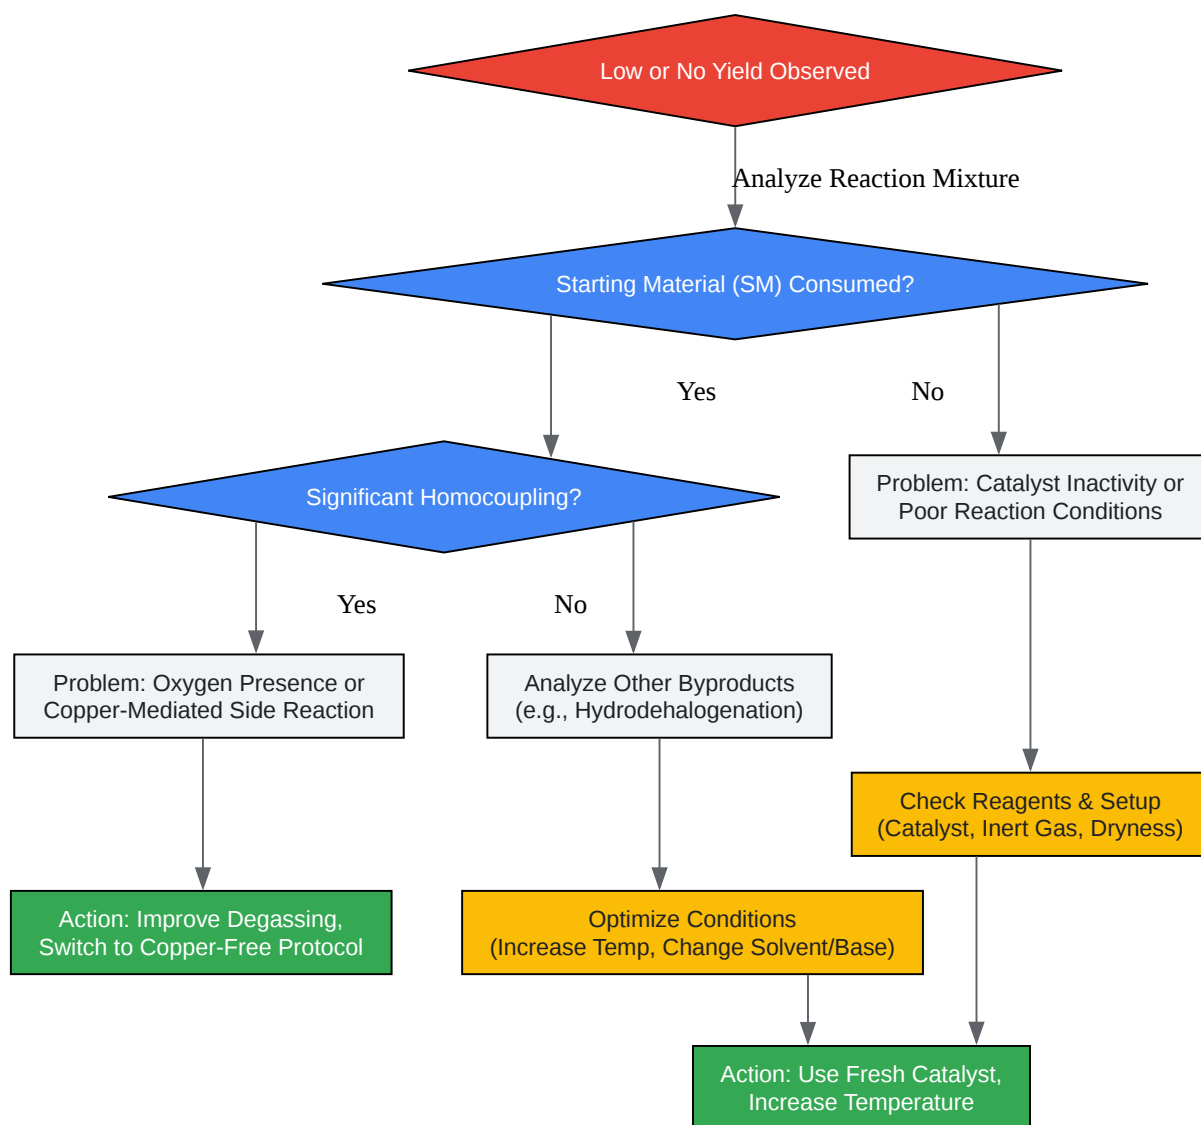 Low or No Yield Observed
Analyze Reaction Mixture
Starting Material (SM) Consumed?
Yes
No
Significant Homocoupling?
Problem: Catalyst Inactivity or
Poor Reaction Conditions
Yes
No
Problem: Oxygen Presence or
Copper-Mediated Side Reaction
Analyze Other Byproducts
(e.g., Hydrodehalogenation)
Check Reagents & Setup
(Catalyst, Inert Gas, Dryness)
Action: Improve Degassing,
Switch to Copper-Free Protocol
Optimize Conditions
(Increase Temp, Change Solvent/Base)
Action: Use Fresh Catalyst,
Increase Temperature